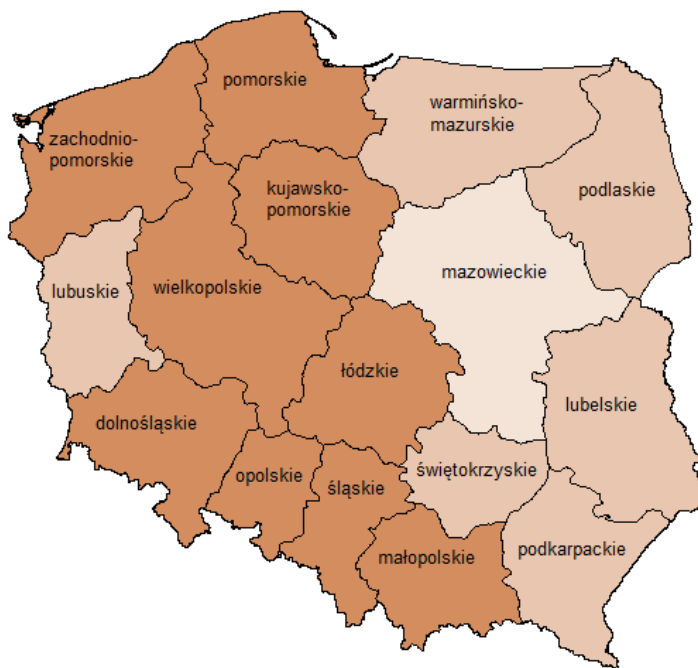 pomorskie
warmińsko-
mazurskie
zachodnio-
pomorskie
podlaskie
kujawsko-
pomorskie
mazowieckie
lubuskie
wielkopolskie
łódzkie
lubelskie
dolnośląskie
świętokrzyskie
opolskie
śląskie
małopolskie
podkarpackie